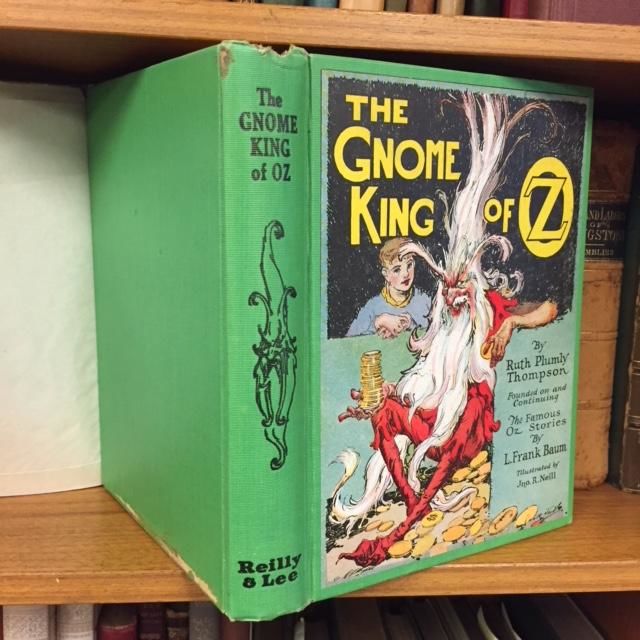 The
GNOME
KING
of OZ
Reilly
& Lee
THE
GNOME
KING OF OZ
By
Ruth Plumly
Thompson
Founded on and
Continuing
The Famous
Oz Stories
By
L. Frank Baum
Illustrated by
Jno. R. Neill